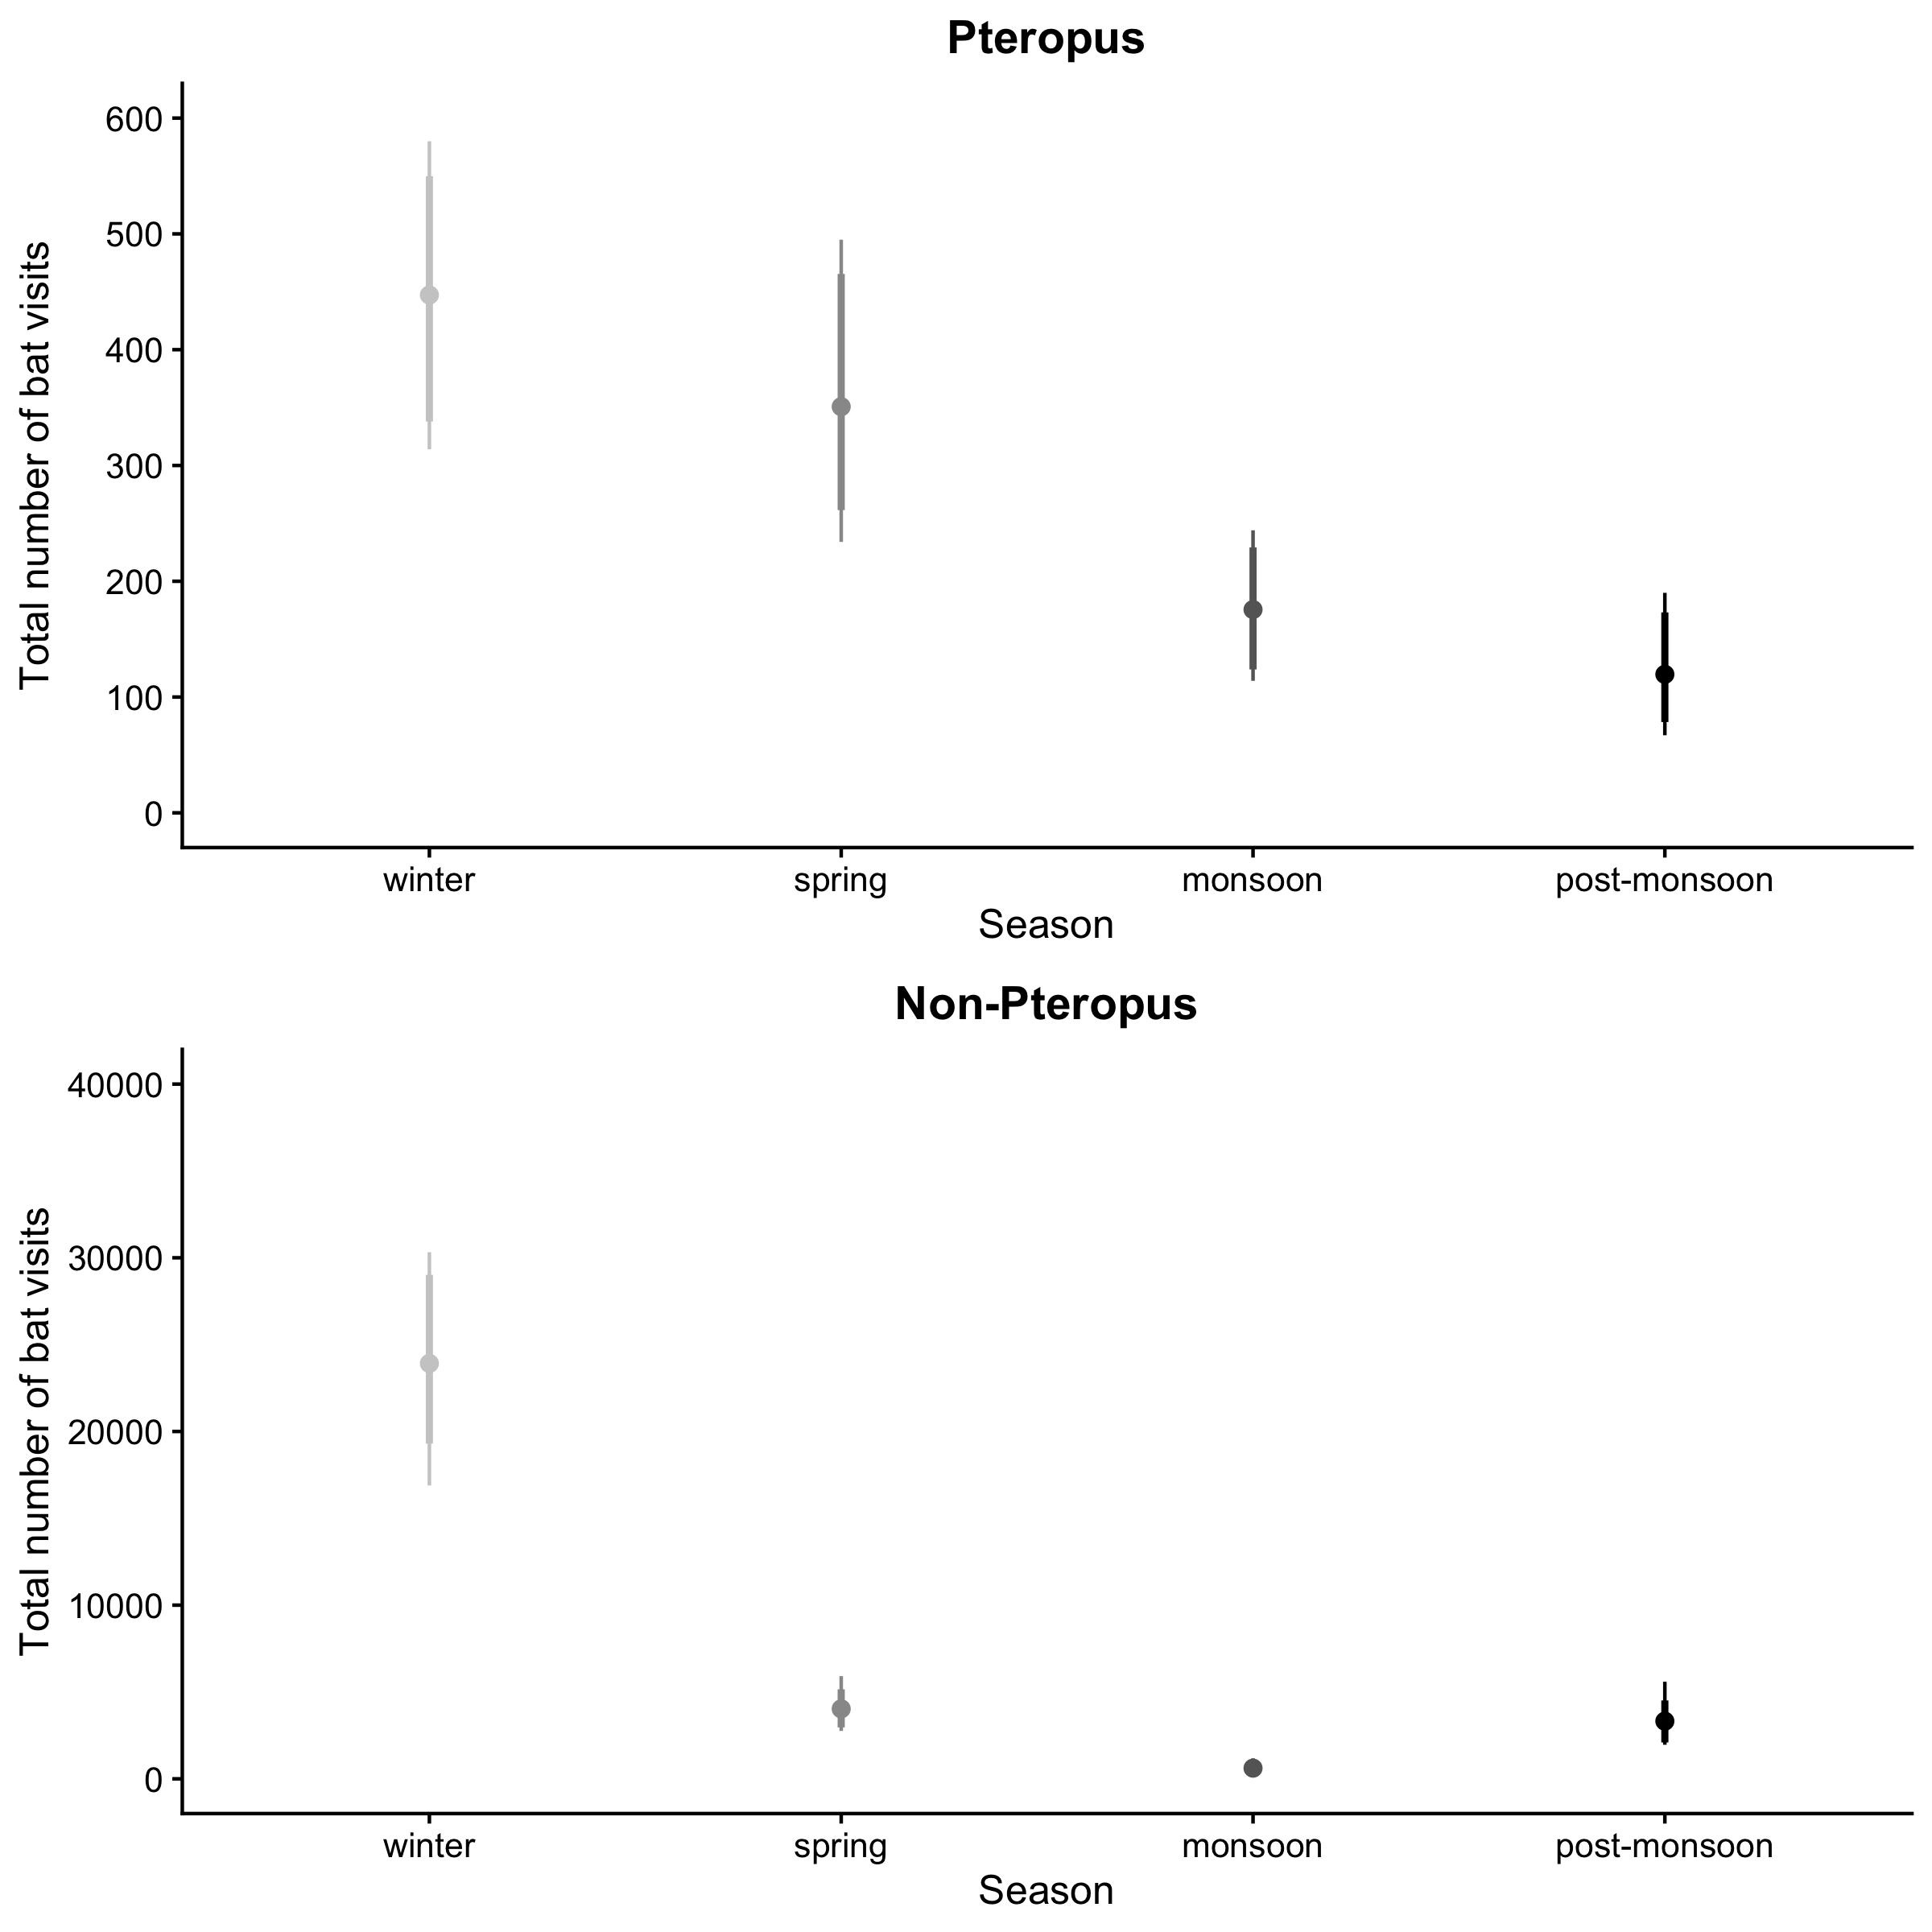 Pteropus
Total number of bat visits
600
500
400
300
200
100
0
winter spring monsoon post-monsoon
Season
Non-Pteropus
Total number of bat visits
40000
30000
20000
10000
0
winter spring monsoon post-monsoon
Season